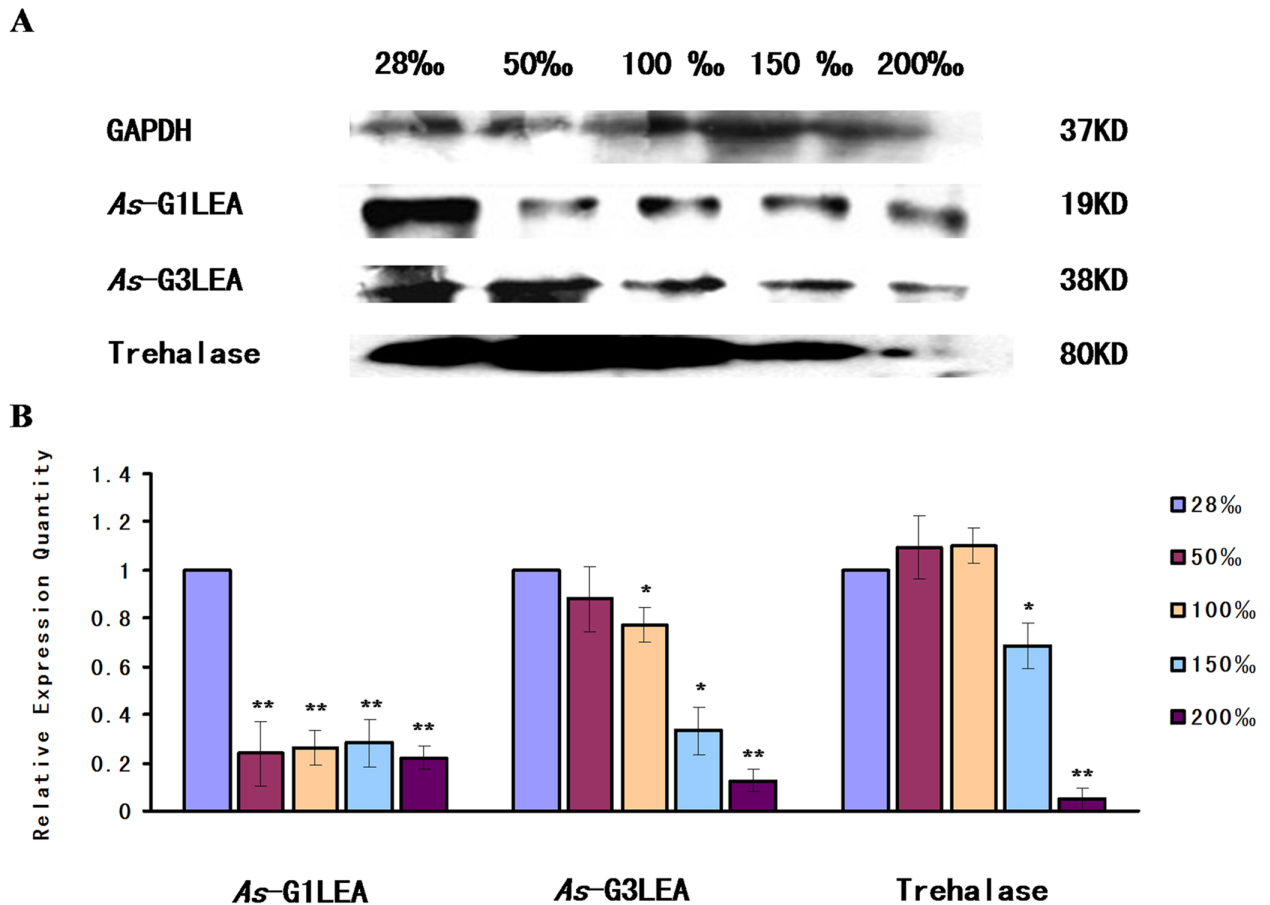 A
28‰ 50‰ 100 ‰ 150 ‰ 200‰
GAPDH 37KD
As-G1LEA 19KD
As-G3LEA 38KD
Trehalase 80KD
B
Relative Expression Quantity
1.4
1.2
1
0.8
0.6
0.4
0.2
0
** ** ** **
* * **
* **
As-G1LEA As-G3LEA Trehalase
28‰
50‰
100‰
150‰
200‰